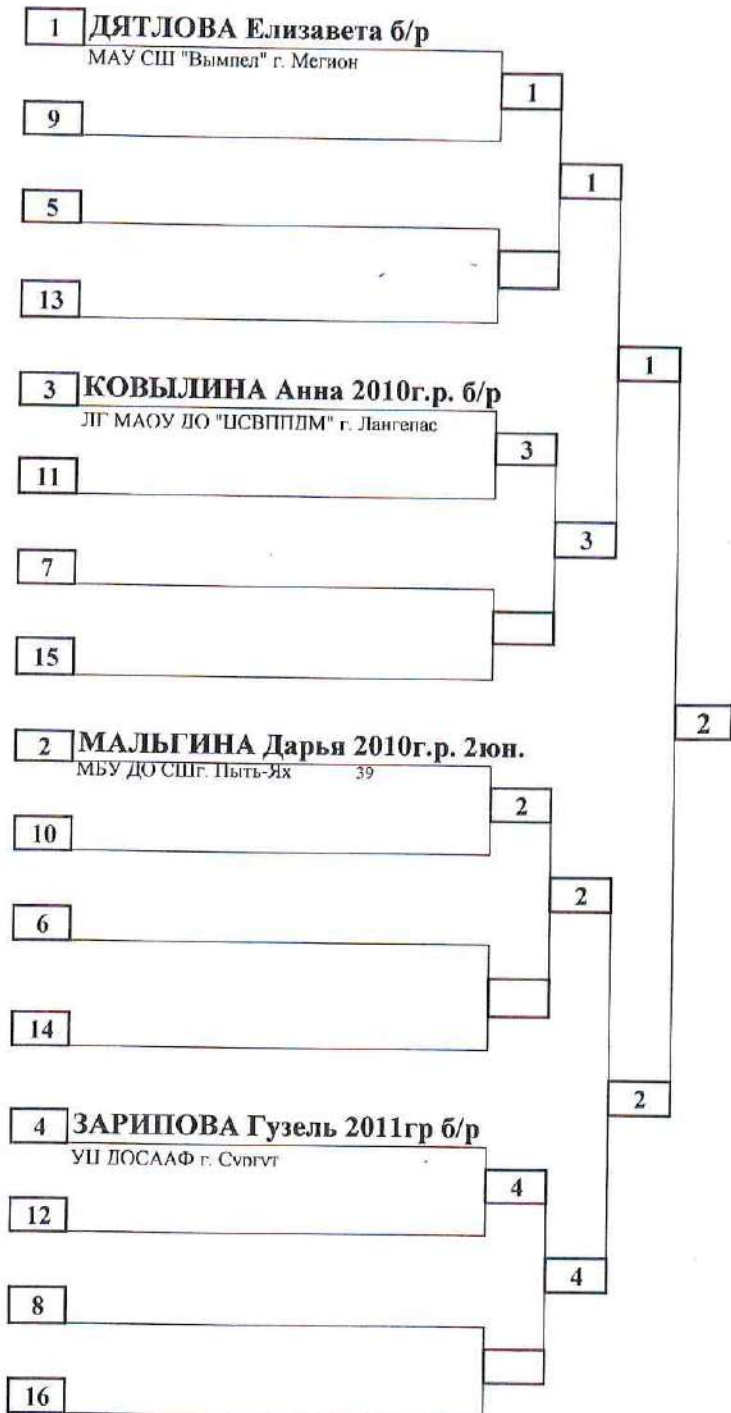 1 ДЯТЛОВА Елизавета б/р
МАУ СШ "Вымпел" г. Мегион
1
9
1
5
13
1
3 КОВЫЛИНА Анна 2010г.р. б/р
ЛГ МАОУ ДО "ЦСВППДМ" г. Лангепас
3
11
3
7
15
2
2 МАЛЬГИНА Дарья 2010г.р. 2юн.
МБУ ДО СШг. Пыть-Ях 39
2
10
2
6
14
2
4 ЗАРИПОВА Гузель 2011гр б/р
УЦ ДОСААФ г. Сургут
4
12
4
8
16